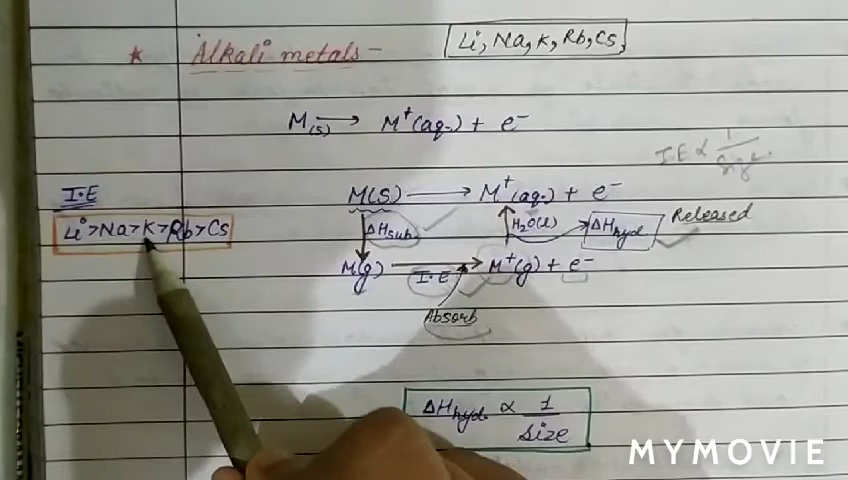 * Alkali metals - Li, Na, K, Rb, Cs,
M(s) → M⁺(aq.) + e⁻
I.E ∝ 1/Size.
I.E
Li > Na > K > Rb > Cs
M(S) → M⁺(aq.) + e⁻
ΔHsub. H₂O(l) → ΔHhyd Released
M(g) → M⁺(g) + e⁻
I.E
Absorb
ΔHhyd. ∝ 1/Size
MYMOVIE